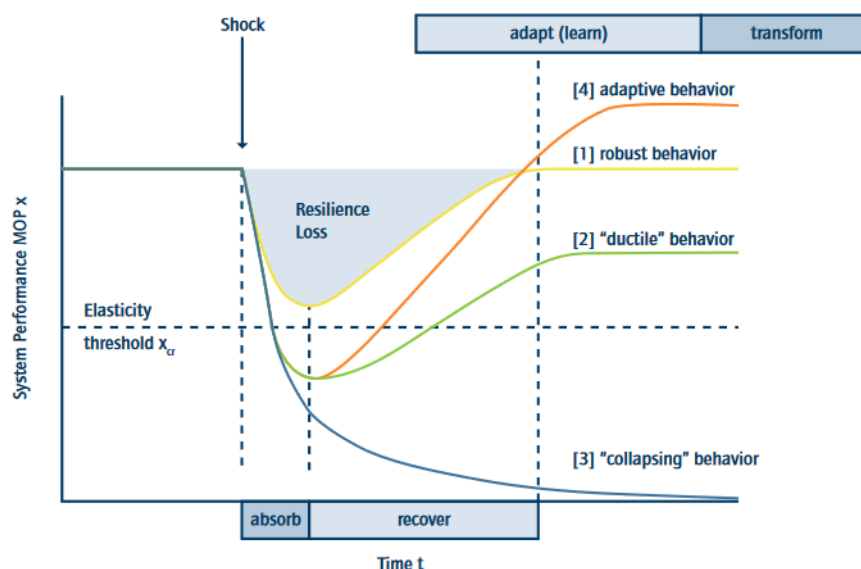 Shock
adapt (learn)
transform
[4] adaptive behavior
[1] robust behavior
Resilience
Loss
[2] "ductile" behavior
Elasticity
threshold xcr
System Performance MOP x
[3] "collapsing" behavior
absorb
recover
Time t